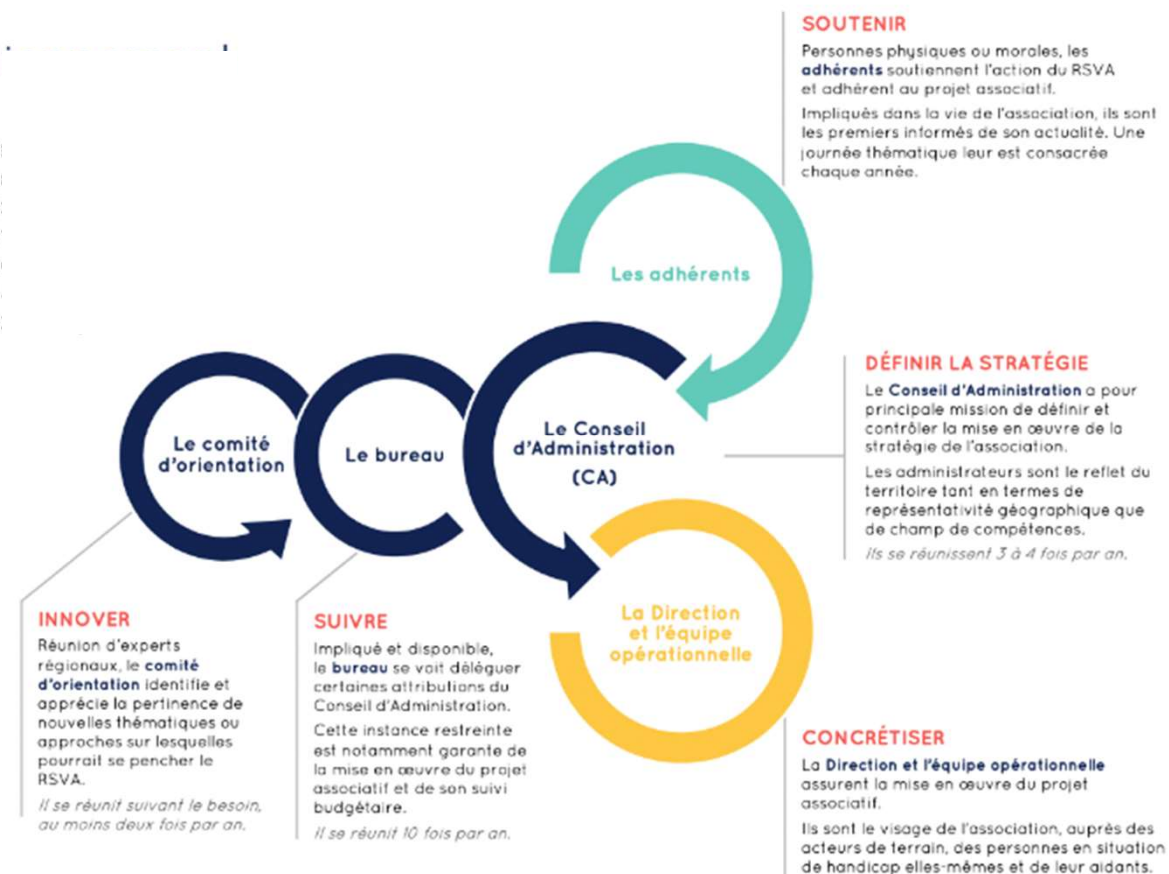 SOUTENIR
Personnes physiques ou morales, les
adhérents soutiennent l'action du RSVA
et adhèrent au projet associatif.
Impliqués dans la vie de l'association, ils sont
les premiers informés de son actualité. Une
journée thématique leur est consacrée
chaque année.
Les adhérents
DÉFINIR LA STRATÉGIE
Le Conseil d'Administration a pour
principale mission de définir et
contrôler la mise en œuvre de la
stratégie de l'association.
Les administrateurs sont le reflet du
territoire tant en termes de
représentativité géographique que
de champ de compétences.
Ils se réunissent 3 à 4 fois par an.
Le comité
d'orientation
Le bureau
Le Conseil
d'Administration
(CA)
La Direction
et l'équipe
opérationnelle
INNOVER
Réunion d'experts
régionaux, le comité
d'orientation identifie et
apprécie la pertinence de
nouvelles thématiques ou
approches sur lesquelles
pourrait se pencher le
RSVA.
Il se réunit suivant le besoin,
au moins deux fois par an.
SUIVRE
Impliqué et disponible,
le bureau se voit déléguer
certaines attributions du
Conseil d'Administration.
Cette instance restreinte
est notamment garante de
la mise en œuvre du projet
associatif et de son suivi
budgétaire.
Il se réunit 10 fois par an.
CONCRÉTISER
La Direction et l'équipe opérationnelle
assurent la mise en œuvre du projet
associatif.
Ils sont le visage de l'association, auprès des
acteurs de terrain, des personnes en situation
de handicap elles-mêmes et de leur aidants.